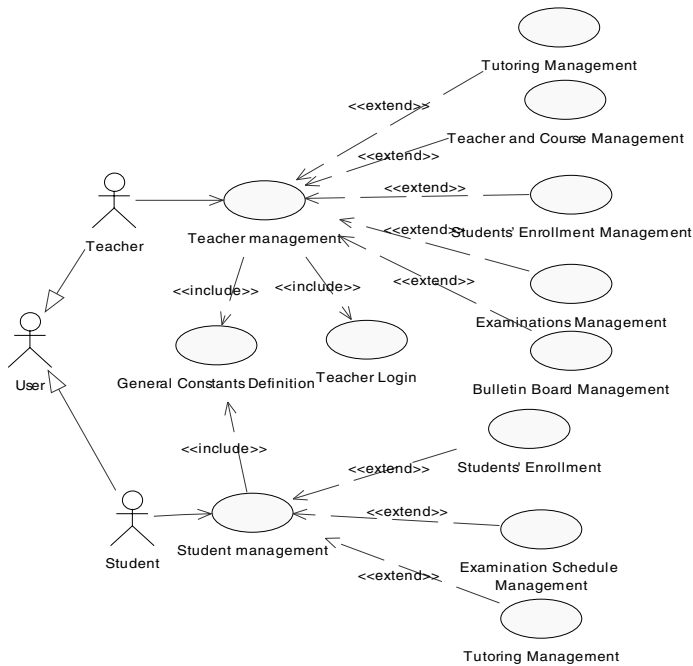 Tutoring Management
<<extend>>
Teacher and Course Management
<<extend>>
<<extend>>
Students' Enrollment Management
Teacher
Teacher management
<<extend>>
<<extend>>
<<include>>
<<include>>
Examinations Management
User
General Constants Definition
Teacher Login
Bulletin Board Management
<<include>>
<<extend>>
Students' Enrollment
<<extend>>
Student
Student management
Examination Schedule
Management
<<extend>>
Tutoring Management